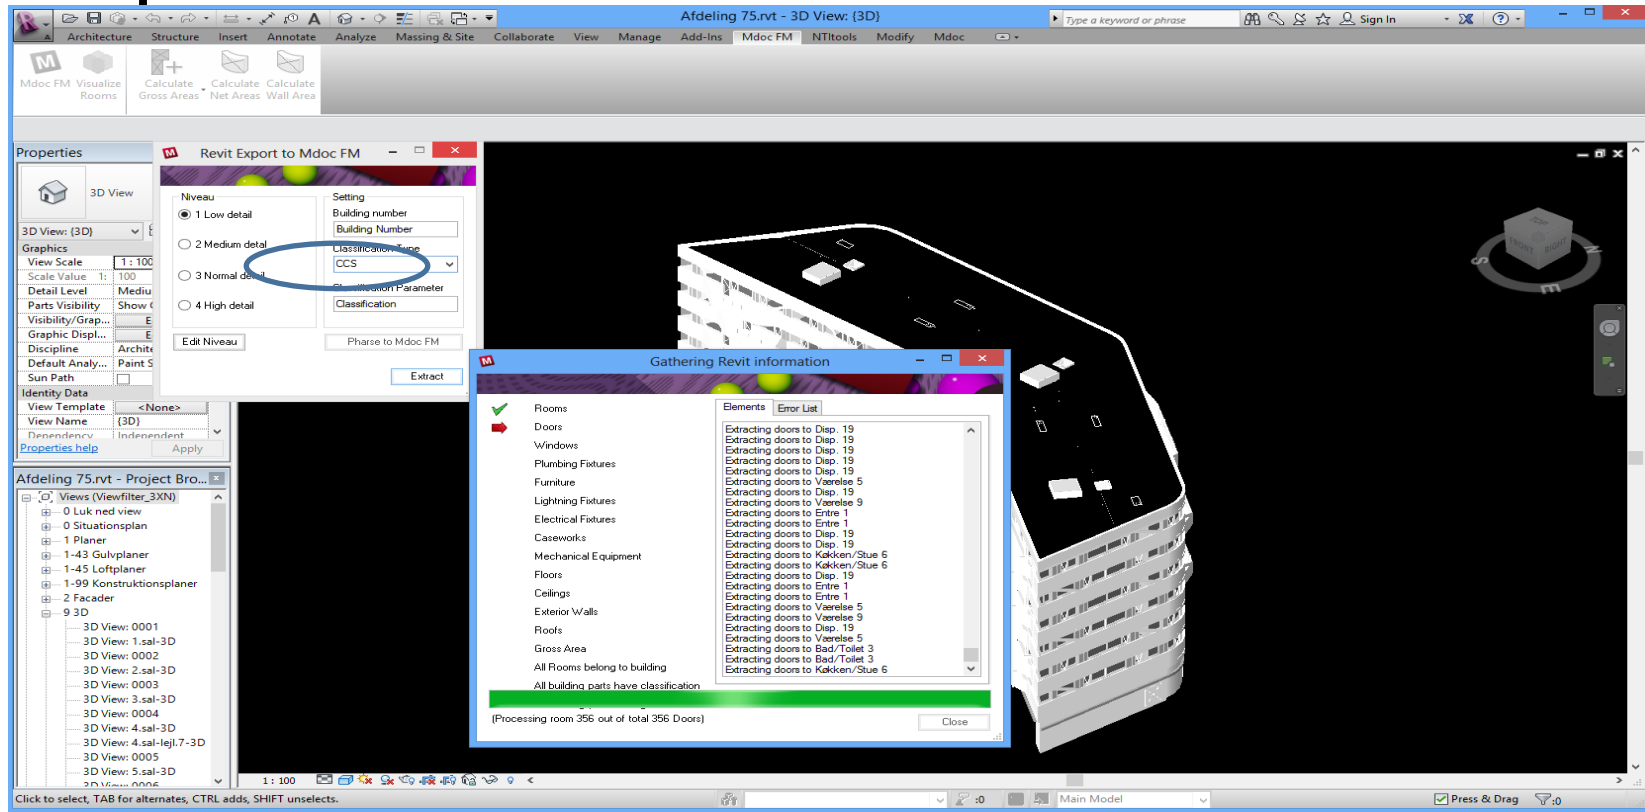 Afdeling 75.rvt - 3D View: {3D}
Type a keyword or phrase
Sign In
Architecture Structure Insert Annotate Analyze Massing & Site Collaborate View Manage Add-Ins Mdoc FM NTItools Modify Mdoc
Mdoc FM
Visualize Rooms
Calculate Gross Areas
Calculate Net Areas
Calculate Wall Area
Properties
3D View
3D View: {3D}
Graphics
View Scale 1 : 100
Scale Value 1: 100
Detail Level Mediu
Parts Visibility Show
Visibility/Grap... E
Graphic Displ... E
Discipline Archite
Default Analy... Paint S
Sun Path
Identity Data
View Template <None>
View Name {3D}
Dependency Independent
Properties help Apply
Revit Export to Mdoc FM
Niveau
1 Low detail
2 Medium detal
3 Normal detail
4 High detail
Edit Niveau
Setting
Building number
Building Number
Classification Type
CCS
Classification Parameter
Classification
Pharse to Mdoc FM
Extract
Afdeling 75.rvt - Project Bro...
Views (Viewfilter_3XN)
0 Luk ned view
0 Situationsplan
1 Planer
1-43 Gulvplaner
1-45 Loftplaner
1-99 Konstruktionsplaner
2 Facader
9 3D
3D View: 0001
3D View: 1.sal-3D
3D View: 0002
3D View: 2.sal-3D
3D View: 0003
3D View: 3.sal-3D
3D View: 0004
3D View: 4.sal-3D
3D View: 4.sal-lejl.7-3D
3D View: 0005
3D View: 5.sal-3D
3D View: 0006
Gathering Revit information
Rooms
Doors
Windows
Plumbing Fixtures
Furniture
Lightning Fixtures
Electrical Fixtures
Caseworks
Mechanical Equipment
Floors
Ceilings
Exterior Walls
Roofs
Gross Area
All Rooms belong to building
All building parts have classification
Elements Error List
Extracting doors to Disp. 19
Extracting doors to Disp. 19
Extracting doors to Disp. 19
Extracting doors to Disp. 19
Extracting doors to Disp. 19
Extracting doors to Værelse 5
Extracting doors to Disp. 19
Extracting doors to Værelse 9
Extracting doors to Entre 1
Extracting doors to Entre 1
Extracting doors to Disp. 19
Extracting doors to Disp. 19
Extracting doors to Køkken/Stue 6
Extracting doors to Køkken/Stue 6
Extracting doors to Disp. 19
Extracting doors to Entre 1
Extracting doors to Entre 1
Extracting doors to Værelse 5
Extracting doors to Værelse 9
Extracting doors to Disp. 19
Extracting doors to Værelse 5
Extracting doors to Bad/Toilet 3
Extracting doors to Bad/Toilet 3
Extracting doors to Køkken/Stue 6
(Processing room 356 out of total 356 Doors)
Close
TOP
FRONT RIGHT
1 : 100
Click to select, TAB for alternates, CTRL adds, SHIFT unselects.
:0
Main Model
Press & Drag
:0